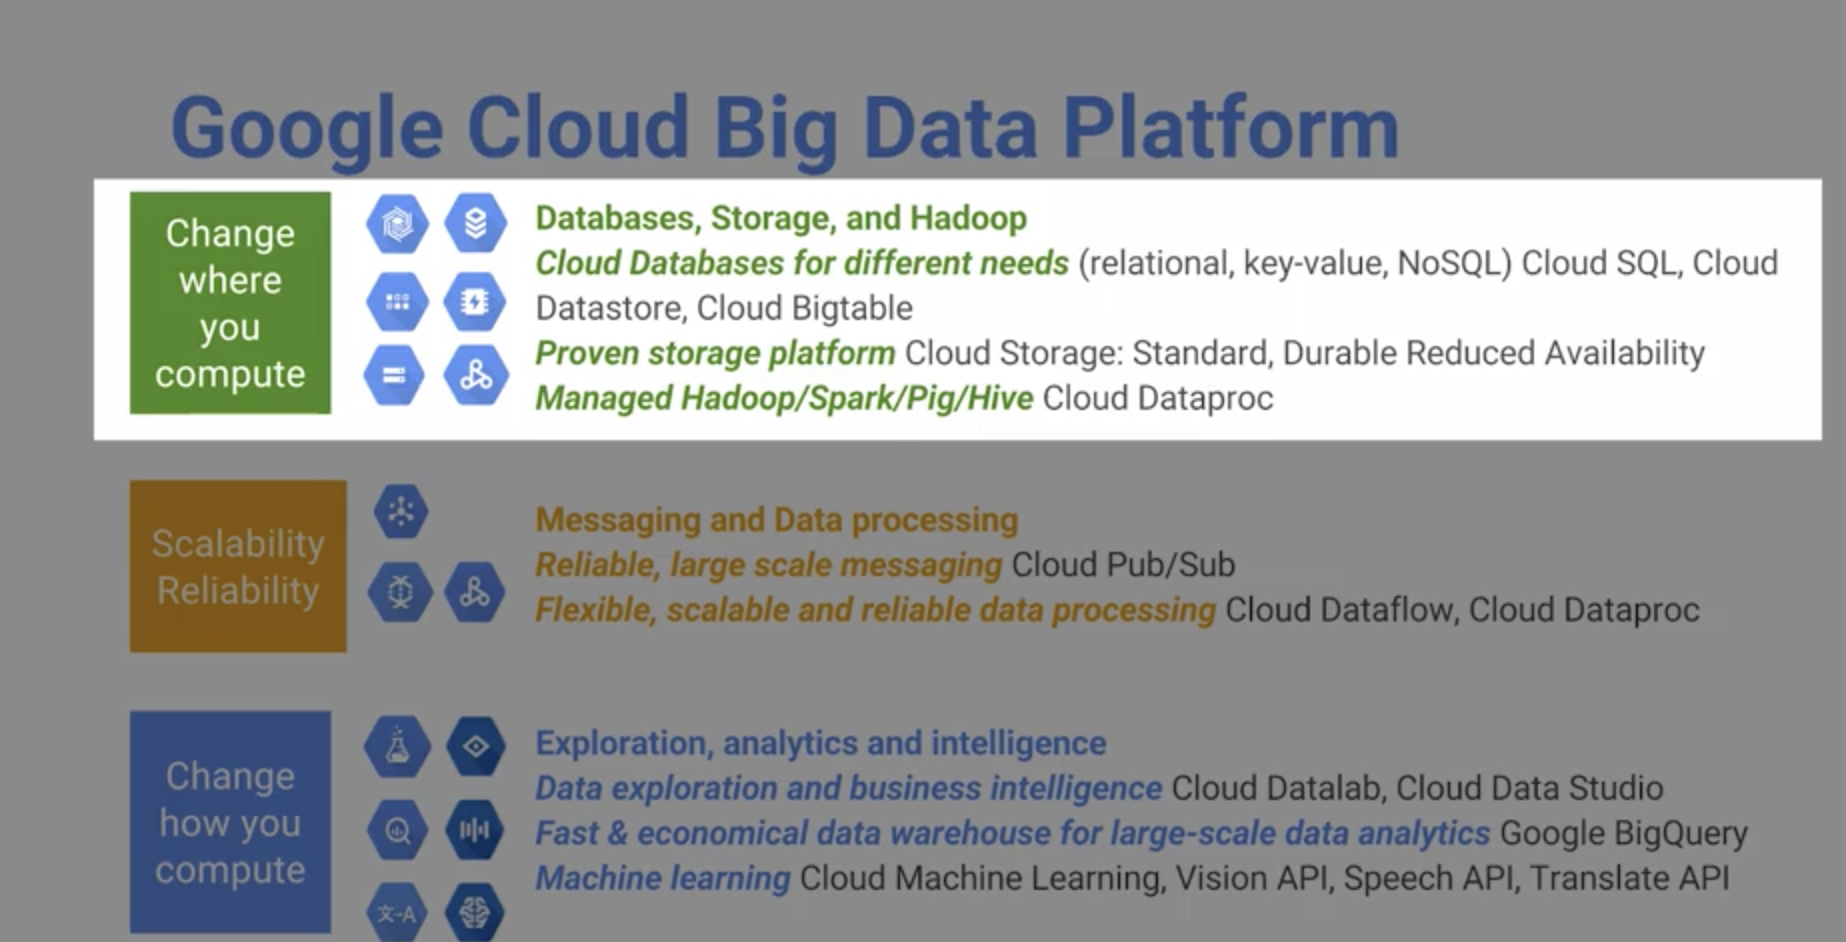 Google Cloud Big Data Platform
Change
where
you
compute
Databases, Storage, and Hadoop
Cloud Databases for different needs (relational, key-value, NoSQL) Cloud SQL, Cloud
Datastore, Cloud Bigtable
Proven storage platform Cloud Storage: Standard, Durable Reduced Availability
Managed Hadoop/Spark/Pig/Hive Cloud Dataproc
Scalability
Reliability
Messaging and Data processing
Reliable, large scale messaging Cloud Pub/Sub
Flexible, scalable and reliable data processing Cloud Dataflow, Cloud Dataproc
Change
how you
compute
Exploration, analytics and intelligence
Data exploration and business intelligence Cloud Datalab, Cloud Data Studio
Fast & economical data warehouse for large-scale data analytics Google BigQuery
Machine learning Cloud Machine Learning, Vision API, Speech API, Translate API
文-A